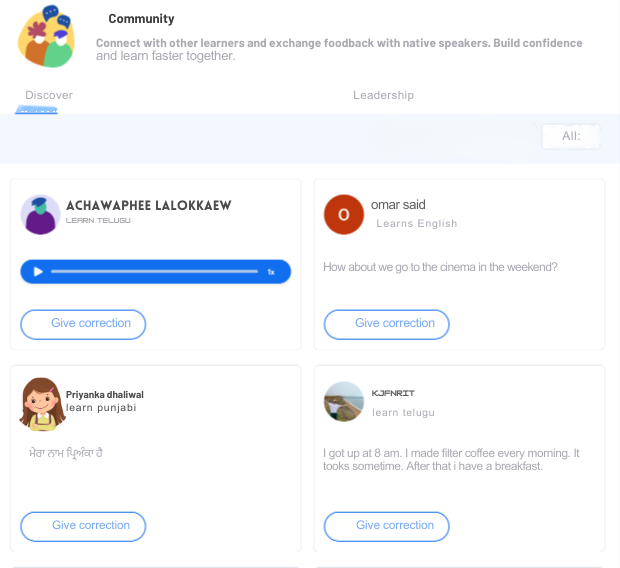 Community
Connect with other learners and exchange foodback with native speakers. Build confidence
and learn faster together.
Discover
Leadership
All:
ACHAWAPHEE LALOKKAEW
LEARN TELUGU
1x
Give correction
O
omar said
Learns English
How about we go to the cinema in the weekend?
Give correction
Priyanka dhaliwal
learn punjabi
ਮੇਰਾ ਨਾਮ ਪ੍ਰਿਅੰਕਾ ਹੈ
Give correction
KJFNRIT
learn telugu
I got up at 8 am. I made filter coffee every morning. It
tooks sometime. After that i have a breakfast.
Give correction